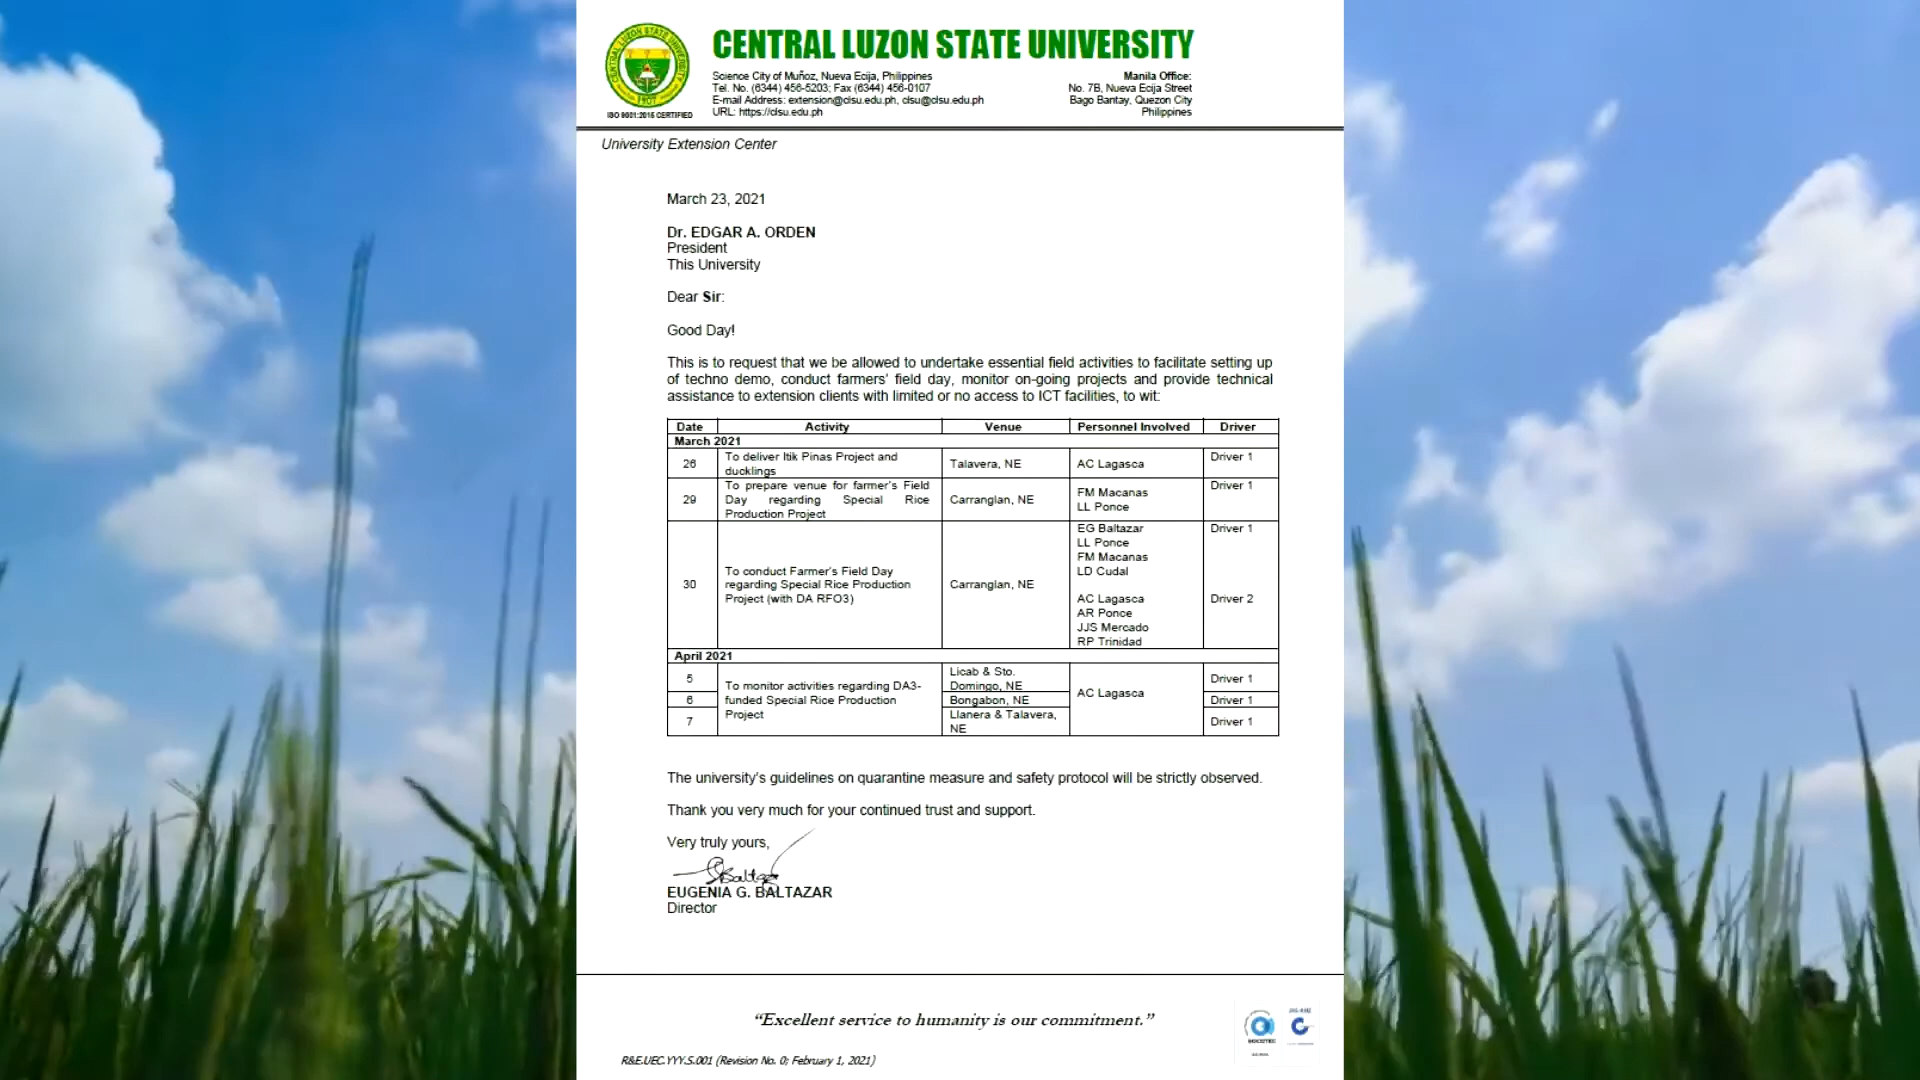 CENTRAL LUZON STATE UNIVERSITY
1907
ISO 9001:2015 CERTIFIED
CENTRAL LUZON STATE UNIVERSITY
Science City of Muñoz, Nueva Ecija, Philippines
Tel. No. (6344) 456-5203; Fax (6344) 456-0107
E-mail Address: extension@clsu.edu.ph, clsu@clsu.edu.ph
URL: https://clsu.edu.ph
Manila Office:
No. 7B, Nueva Ecija Street
Bago Bantay, Quezon City
Philippines
University Extension Center
March 23, 2021
Dr. EDGAR A. ORDEN
President
This University
Dear Sir:
Good Day!
This is to request that we be allowed to undertake essential field activities to facilitate setting up
of techno demo, conduct farmers' field day, monitor on-going projects and provide technical
assistance to extension clients with limited or no access to ICT facilities, to wit:
Date Activity Venue Personnel Involved Driver
March 2021
26 To deliver Itik Pinas Project and
ducklings
Talavera, NE
AC Lagasca
Driver 1
29 To prepare venue for farmer's Field
Day regarding Special Rice
Production Project
Carranglan, NE
FM Macanas
LL Ponce
Driver 1
30 To conduct Farmer's Field Day
regarding Special Rice Production
Project (with DA RFO3)
Carranglan, NE
EG Baltazar
LL Ponce
FM Macanas
LD Cudal
AC Lagasca
AR Ponce
JJS Mercado
RP Trinidad
Driver 1
Driver 2
April 2021
5
6
7
To monitor activities regarding DA3-
funded Special Rice Production
Project
Licab & Sto.
Domingo, NE
Bongabon, NE
Llanera & Talavera,
NE
AC Lagasca
Driver 1
Driver 1
Driver 1
The university's guidelines on quarantine measure and safety protocol will be strictly observed.
Thank you very much for your continued trust and support.
Very truly yours,
EUGENIA G. BALTAZAR
Director
“Excellent service to humanity is our commitment.”
SOCOTEC
R&E.UEC.YYY.S.001 (Revision No. 0; February 1, 2021)